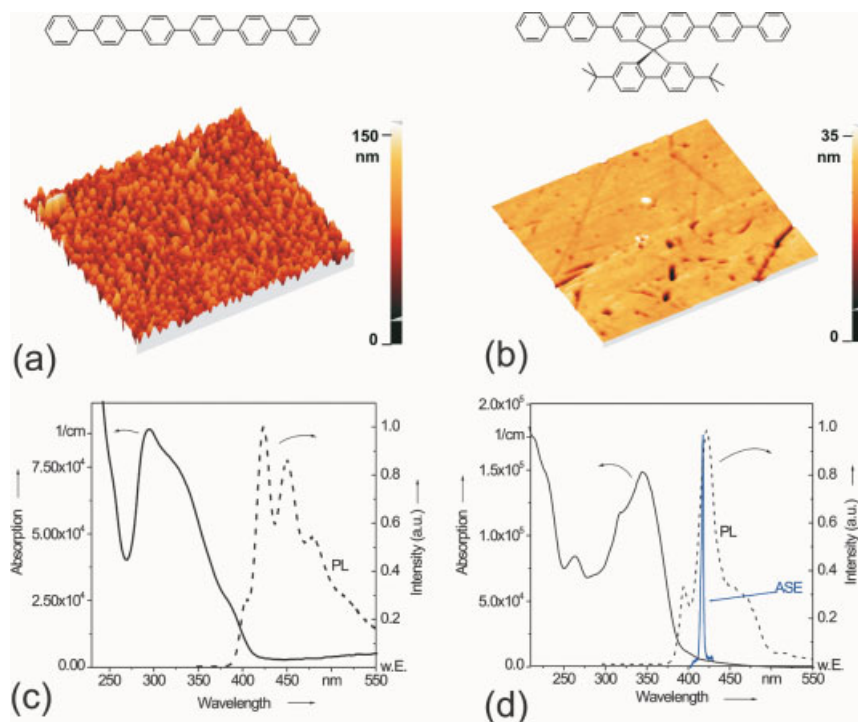 150
nm
0
35
nm
0
(a)
(b)
1/cm
7.50x10⁴
5.00x10⁴
2.50x10⁴
0.00
Absorption
250 300 350 400 450 nm 550
Wavelength
1.0
0.8
0.6
0.4
0.2
w.E.
Intensity (a.u.)
PL
(c)
2.0x10⁵
1/cm
1.5x10⁵
1.0x10⁵
5.0x10⁴
0.0
Absorption
250 300 350 400 450 nm 550
Wavelength
1.0
0.8
0.6
0.4
0.2
w.E.
Intensity (a.u.)
PL
ASE
(d)